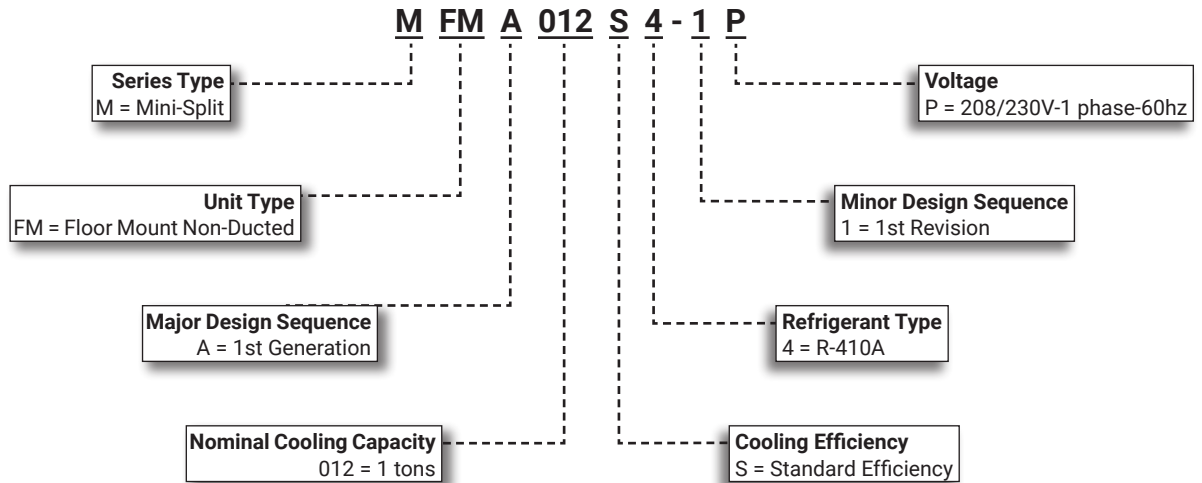 M FM A 012 S 4 - 1 P
Series Type
M = Mini-Split
Voltage
P = 208/230V-1 phase-60hz
Unit Type
FM = Floor Mount Non-Ducted
Minor Design Sequence
1 = 1st Revision
Major Design Sequence
A = 1st Generation
Refrigerant Type
4 = R-410A
Nominal Cooling Capacity
012 = 1 tons
Cooling Efficiency
S = Standard Efficiency